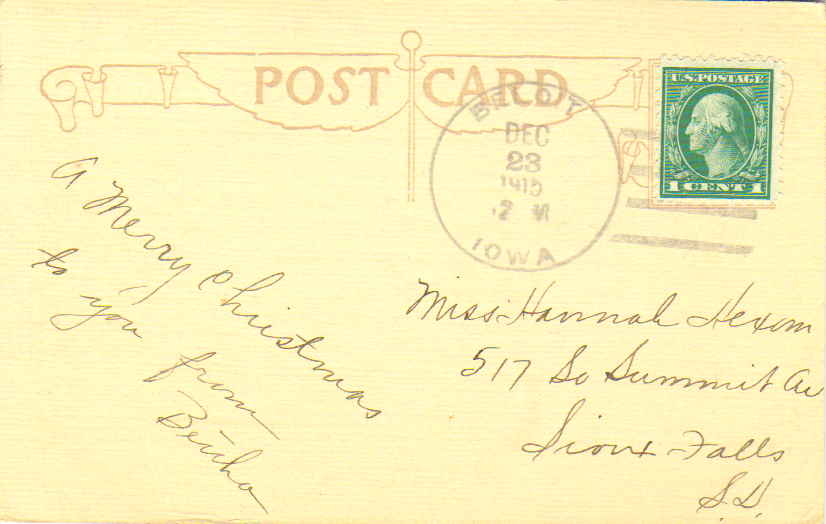 POST CARD
BELOIT
DEC
23
1915
IOWA
U.S. POSTAGE
1 CENT 1
A Merry Christmas
to you from
Bertha
Miss Hannah Hexom
517 So Summit Av
Sioux Falls
S.D.